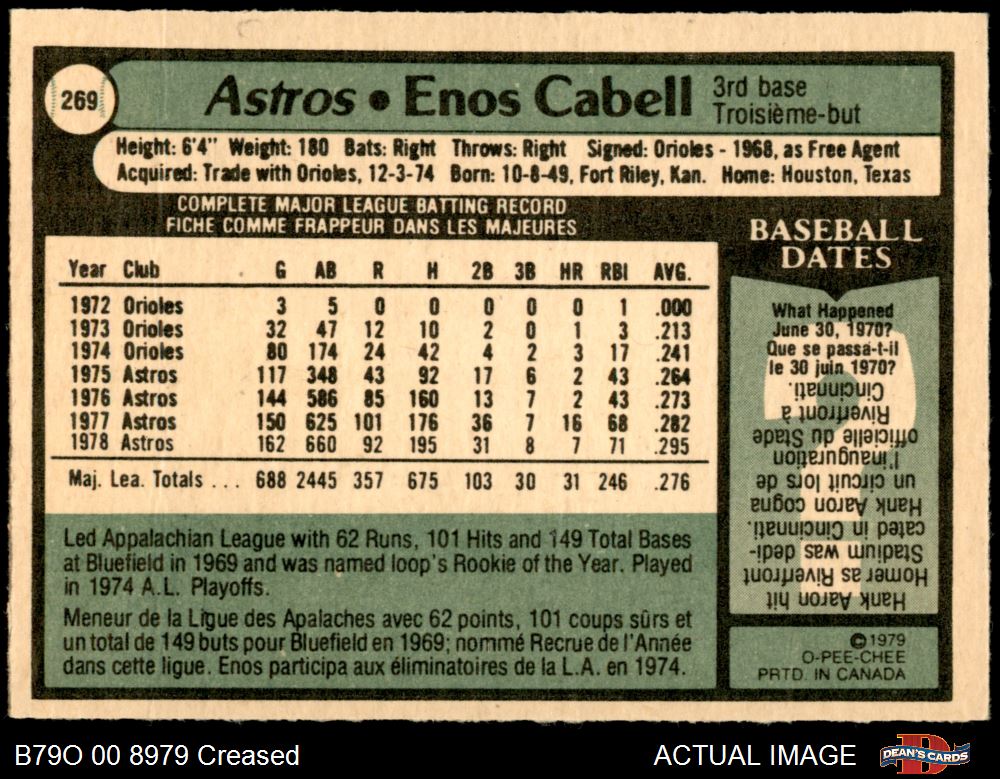 269
Astros • Enos Cabell
3rd base
Troisième-but
Height: 6'4" Weight: 180 Bats: Right Throws: Right Signed: Orioles - 1968, as Free Agent
Acquired: Trade with Orioles, 12-3-74 Born: 10-8-49, Fort Riley, Kan. Home: Houston, Texas
COMPLETE MAJOR LEAGUE BATTING RECORD
FICHE COMME FRAPPEUR DANS LES MAJEURES
Year Club G AB R H 2B 3B HR RBI AVG.
1972 Orioles 3 5 0 0 0 0 0 1 .000
1973 Orioles 32 47 12 10 2 0 1 3 .213
1974 Orioles 80 174 24 42 4 2 3 17 .241
1975 Astros 117 348 43 92 17 6 2 43 .264
1976 Astros 144 586 85 160 13 7 2 43 .273
1977 Astros 150 625 101 176 36 7 16 68 .282
1978 Astros 162 660 92 195 31 8 7 71 .295
Maj. Lea. Totals ... 688 2445 357 675 103 30 31 246 .276
Led Appalachian League with 62 Runs, 101 Hits and 149 Total Bases
at Bluefield in 1969 and was named loop's Rookie of the Year. Played
in 1974 A.L. Playoffs.
Meneur de la Ligue des Apalaches avec 62 points, 101 coups sûrs et
un total de 149 buts pour Bluefield en 1969; nommé Recrue de l'Année
dans cette ligue. Enos participa aux éliminatoires de la L.A. en 1974.
BASEBALL
DATES
What Happened
June 30, 1970?
Que se passa-t-il
le 30 juin 1970?
Hank Aaron hit
Homer as Riverfront
Stadium was dedi-
cated in Cincinnati.
Hank Aaron cogna
un circuit lors de
l'inauguration
officielle du Stade
Riverfront à
Cincinnati.
©1979
O-PEE-CHEE
PRTD. IN CANADA
B79O 00 8979 Creased
ACTUAL IMAGE
DEAN'S CARDS